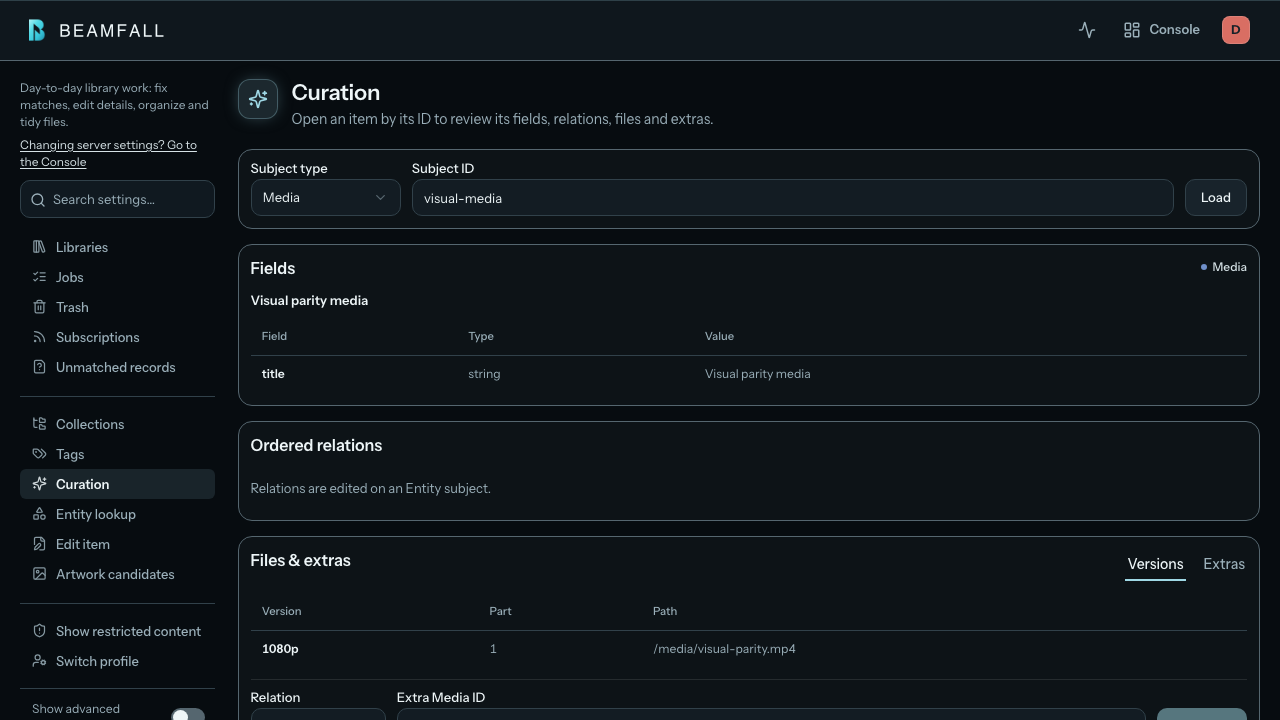 BEAMFALL
Console
D
Day-to-day library work: fix
matches, edit details, organize and
tidy files.
Changing server settings? Go to
the Console
Search settings...
Libraries
Jobs
Trash
Subscriptions
Unmatched records
Collections
Tags
Curation
Entity lookup
Edit item
Artwork candidates
Show restricted content
Switch profile
Show advanced
Curation
Open an item by its ID to review its fields, relations, files and extras.
Subject type
Subject ID
Media
visual-media
Load
Fields
Media
Visual parity media
Field Type Value
title string Visual parity media
Ordered relations
Relations are edited on an Entity subject.
Files & extras
Versions Extras
Version Part Path
1080p 1 /media/visual-parity.mp4
Relation Extra Media ID